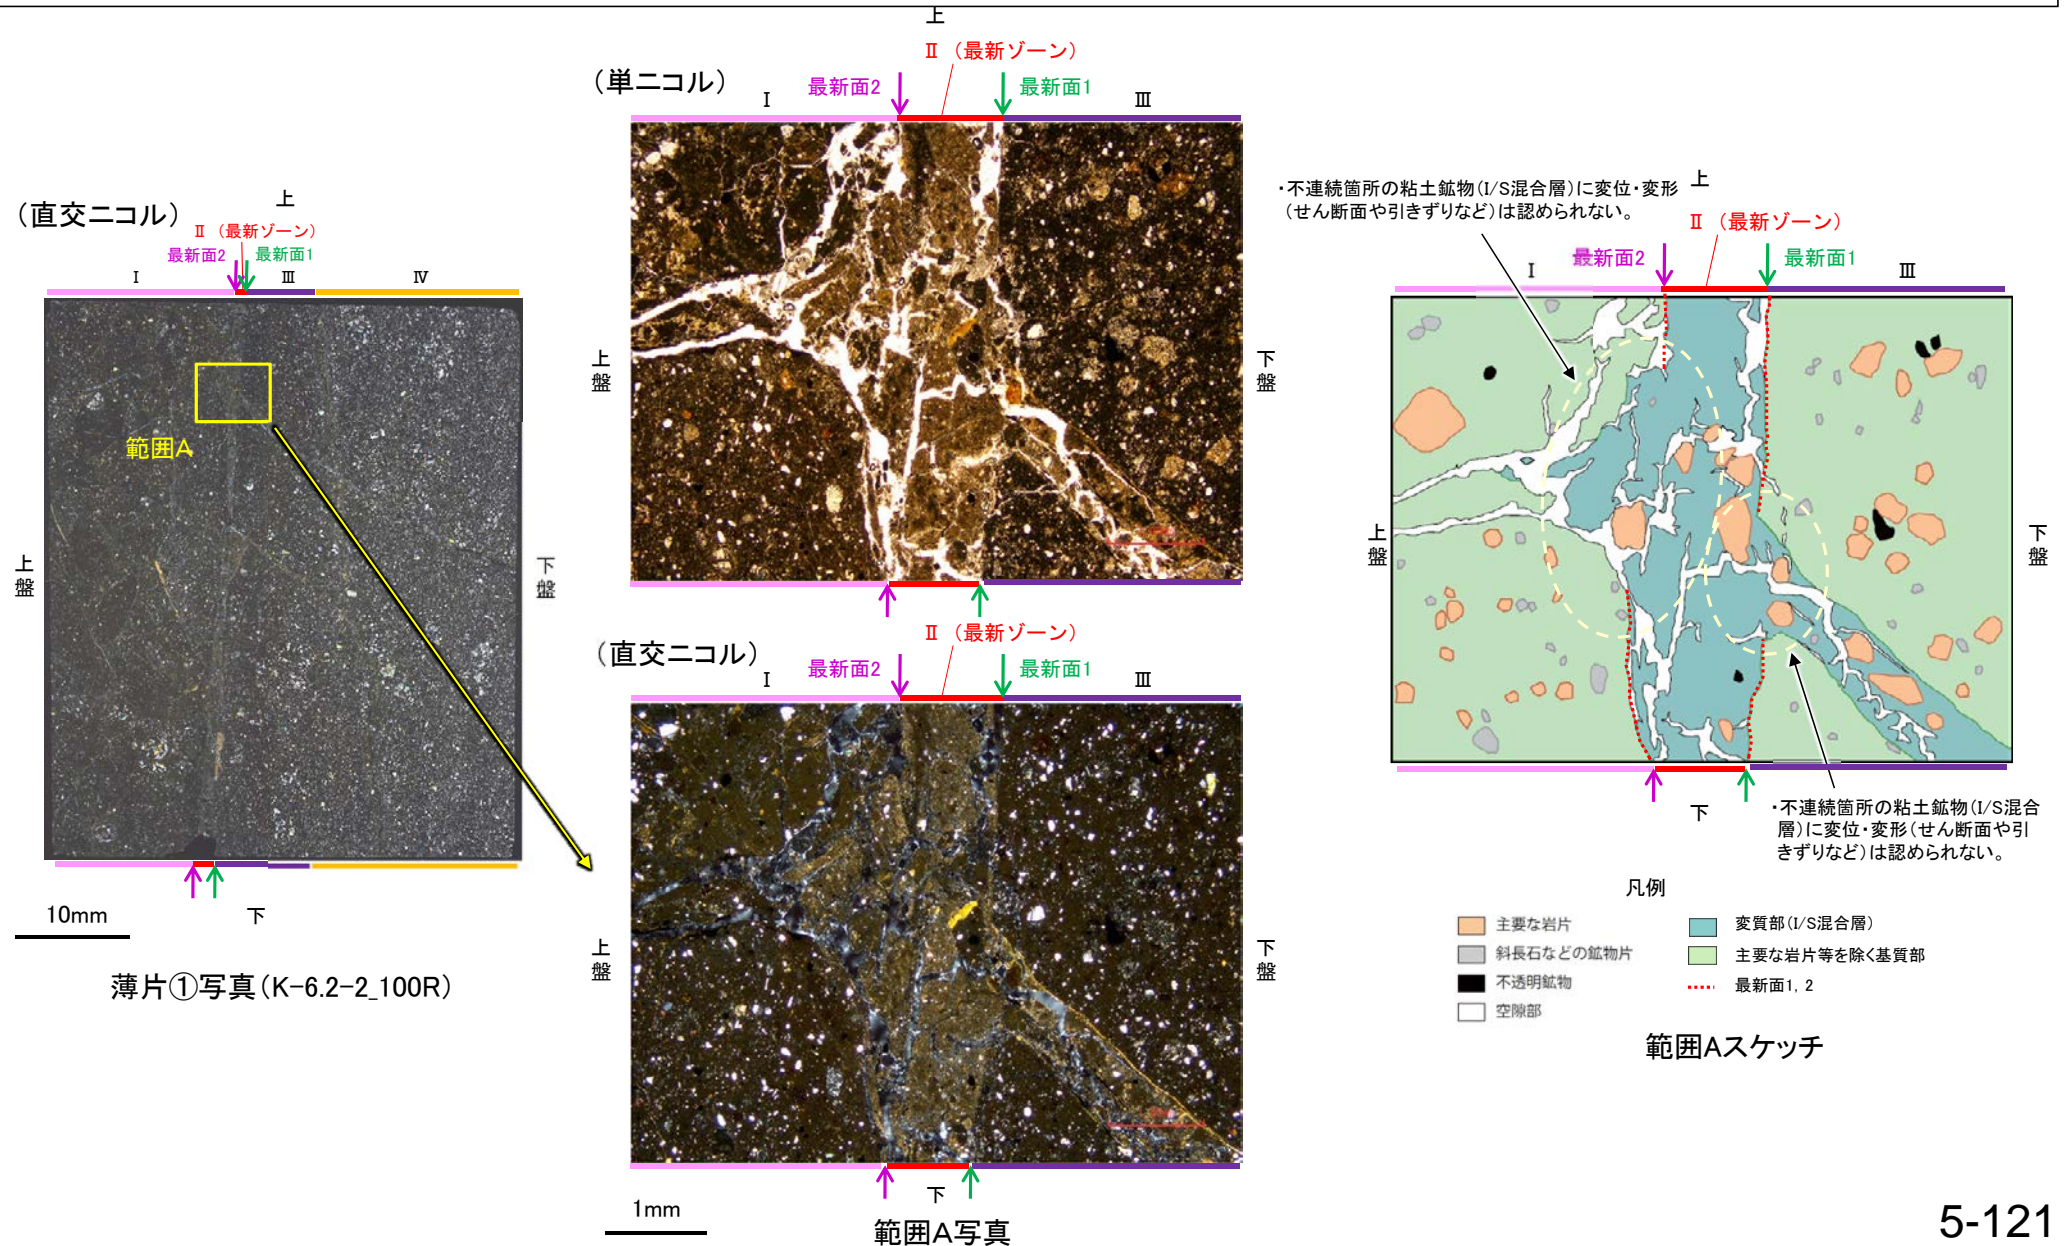 (直交ニコル)
上
Ⅱ (最新ゾーン)
最新面2
最新面1
Ⅰ
Ⅲ
Ⅳ
範囲A
上盤
下盤
10mm
下
薄片①写真(K-6.2-2_100R)
上
(単ニコル)
Ⅱ (最新ゾーン)
最新面2
最新面1
Ⅰ
Ⅲ
上盤
下盤
(直交ニコル)
Ⅱ (最新ゾーン)
最新面2
最新面1
Ⅰ
Ⅲ
上盤
下盤
下
1mm
範囲A写真
・不連続箇所の粘土鉱物(I/S混合層)に変位・変形
(せん断面や引きずりなど)は認められない。
上
Ⅱ (最新ゾーン)
最新面2
最新面1
Ⅰ
Ⅲ
上盤
下盤
下
・不連続箇所の粘土鉱物(I/S混合
層)に変位・変形(せん断面や引
きずりなど)は認められない。
凡例
主要な岩片
斜長石などの鉱物片
不透明鉱物
空隙部
変質部(I/S混合層)
主要な岩片等を除く基質部
最新面1, 2
範囲Aスケッチ
5-121